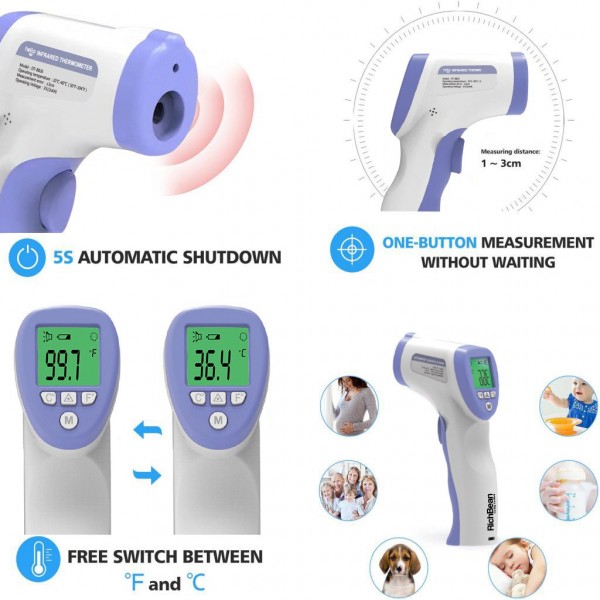 INFRARED THERMOMETER
Measuring distance:
1 ~ 3cm
5S AUTOMATIC SHUTDOWN
ONE-BUTTON MEASUREMENT
WITHOUT WAITING
99.7 °F
C° F°
M
36.4 °C
C° F°
M
FREE SWITCH BETWEEN
°F and °C
RichBean